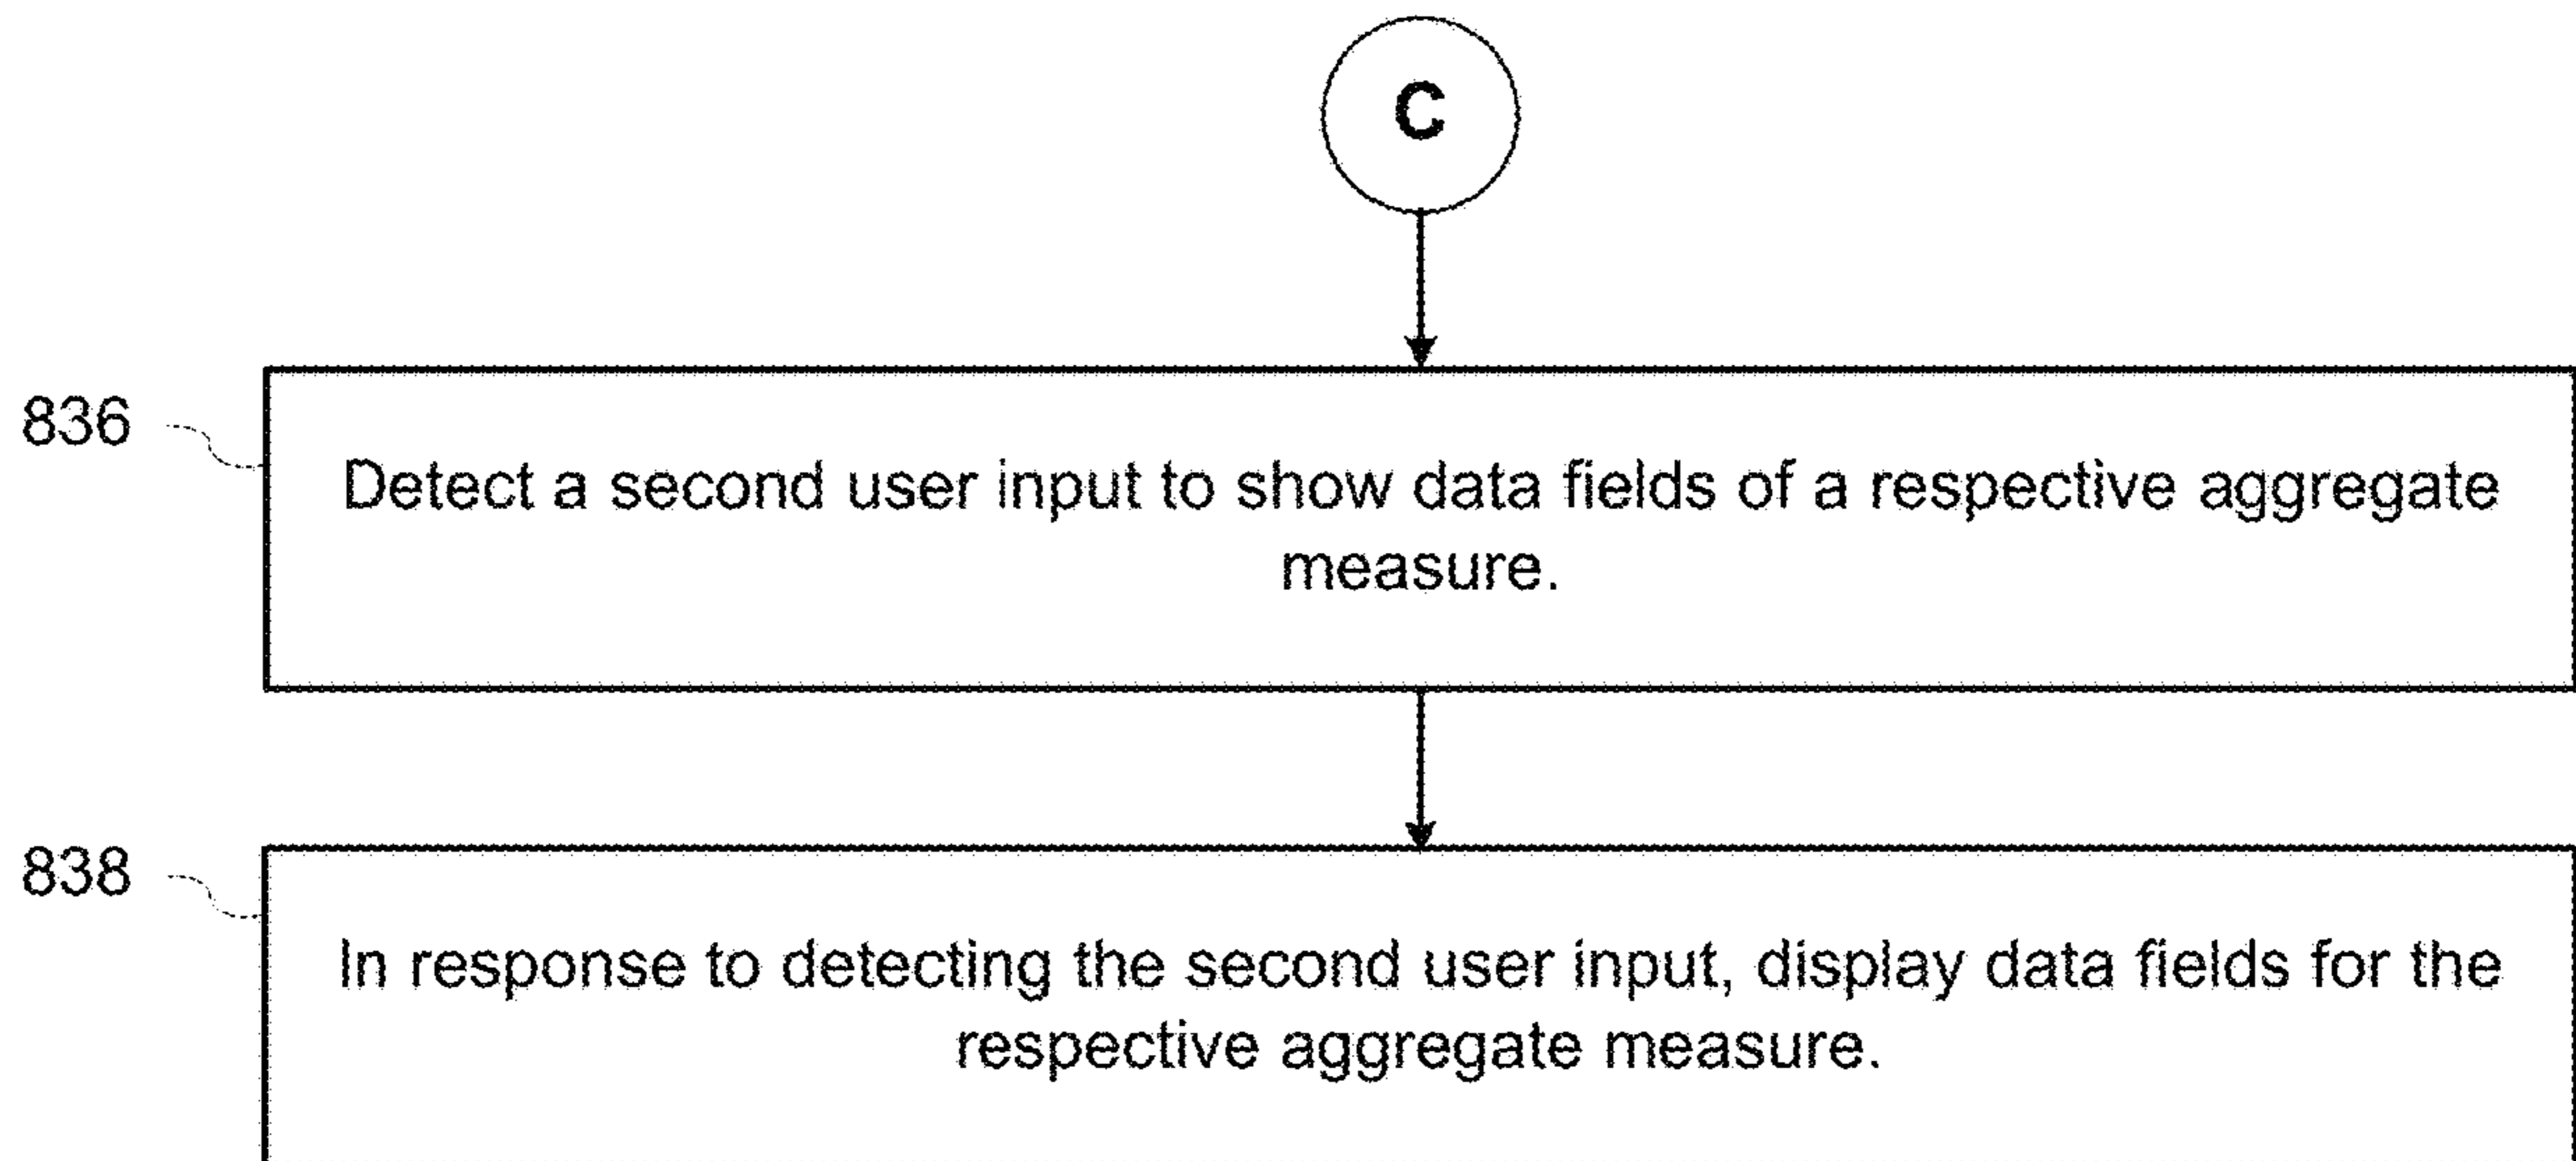 C
836
Detect a second user input to show data fields of a respective aggregate
measure.
838
In response to detecting the second user input, display data fields for the
respective aggregate measure.